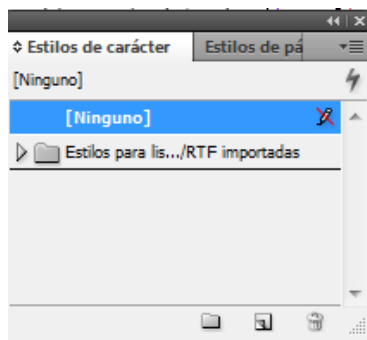 Estilos de carácter Estilos de pá
[Ninguno]
[Ninguno]
Estilos para lis.../RTF importadas